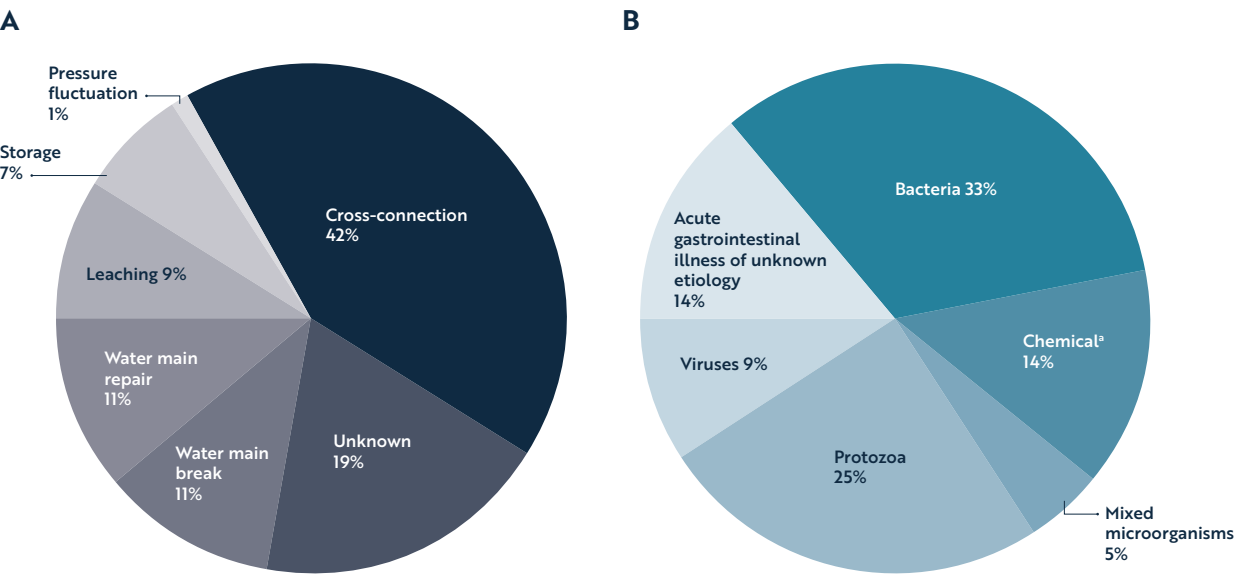 A
Pressure
fluctuation
1%
Storage
7%
Leaching 9%
Water main
repair
11%
Water main
break
11%
Unknown
19%
Cross-connection
42%
B
Bacteria 33%
Chemicalᵃ
14%
Mixed
microorganisms
5%
Protozoa
25%
Viruses 9%
Acute
gastrointestinal
illness of unknown
etiology
14%